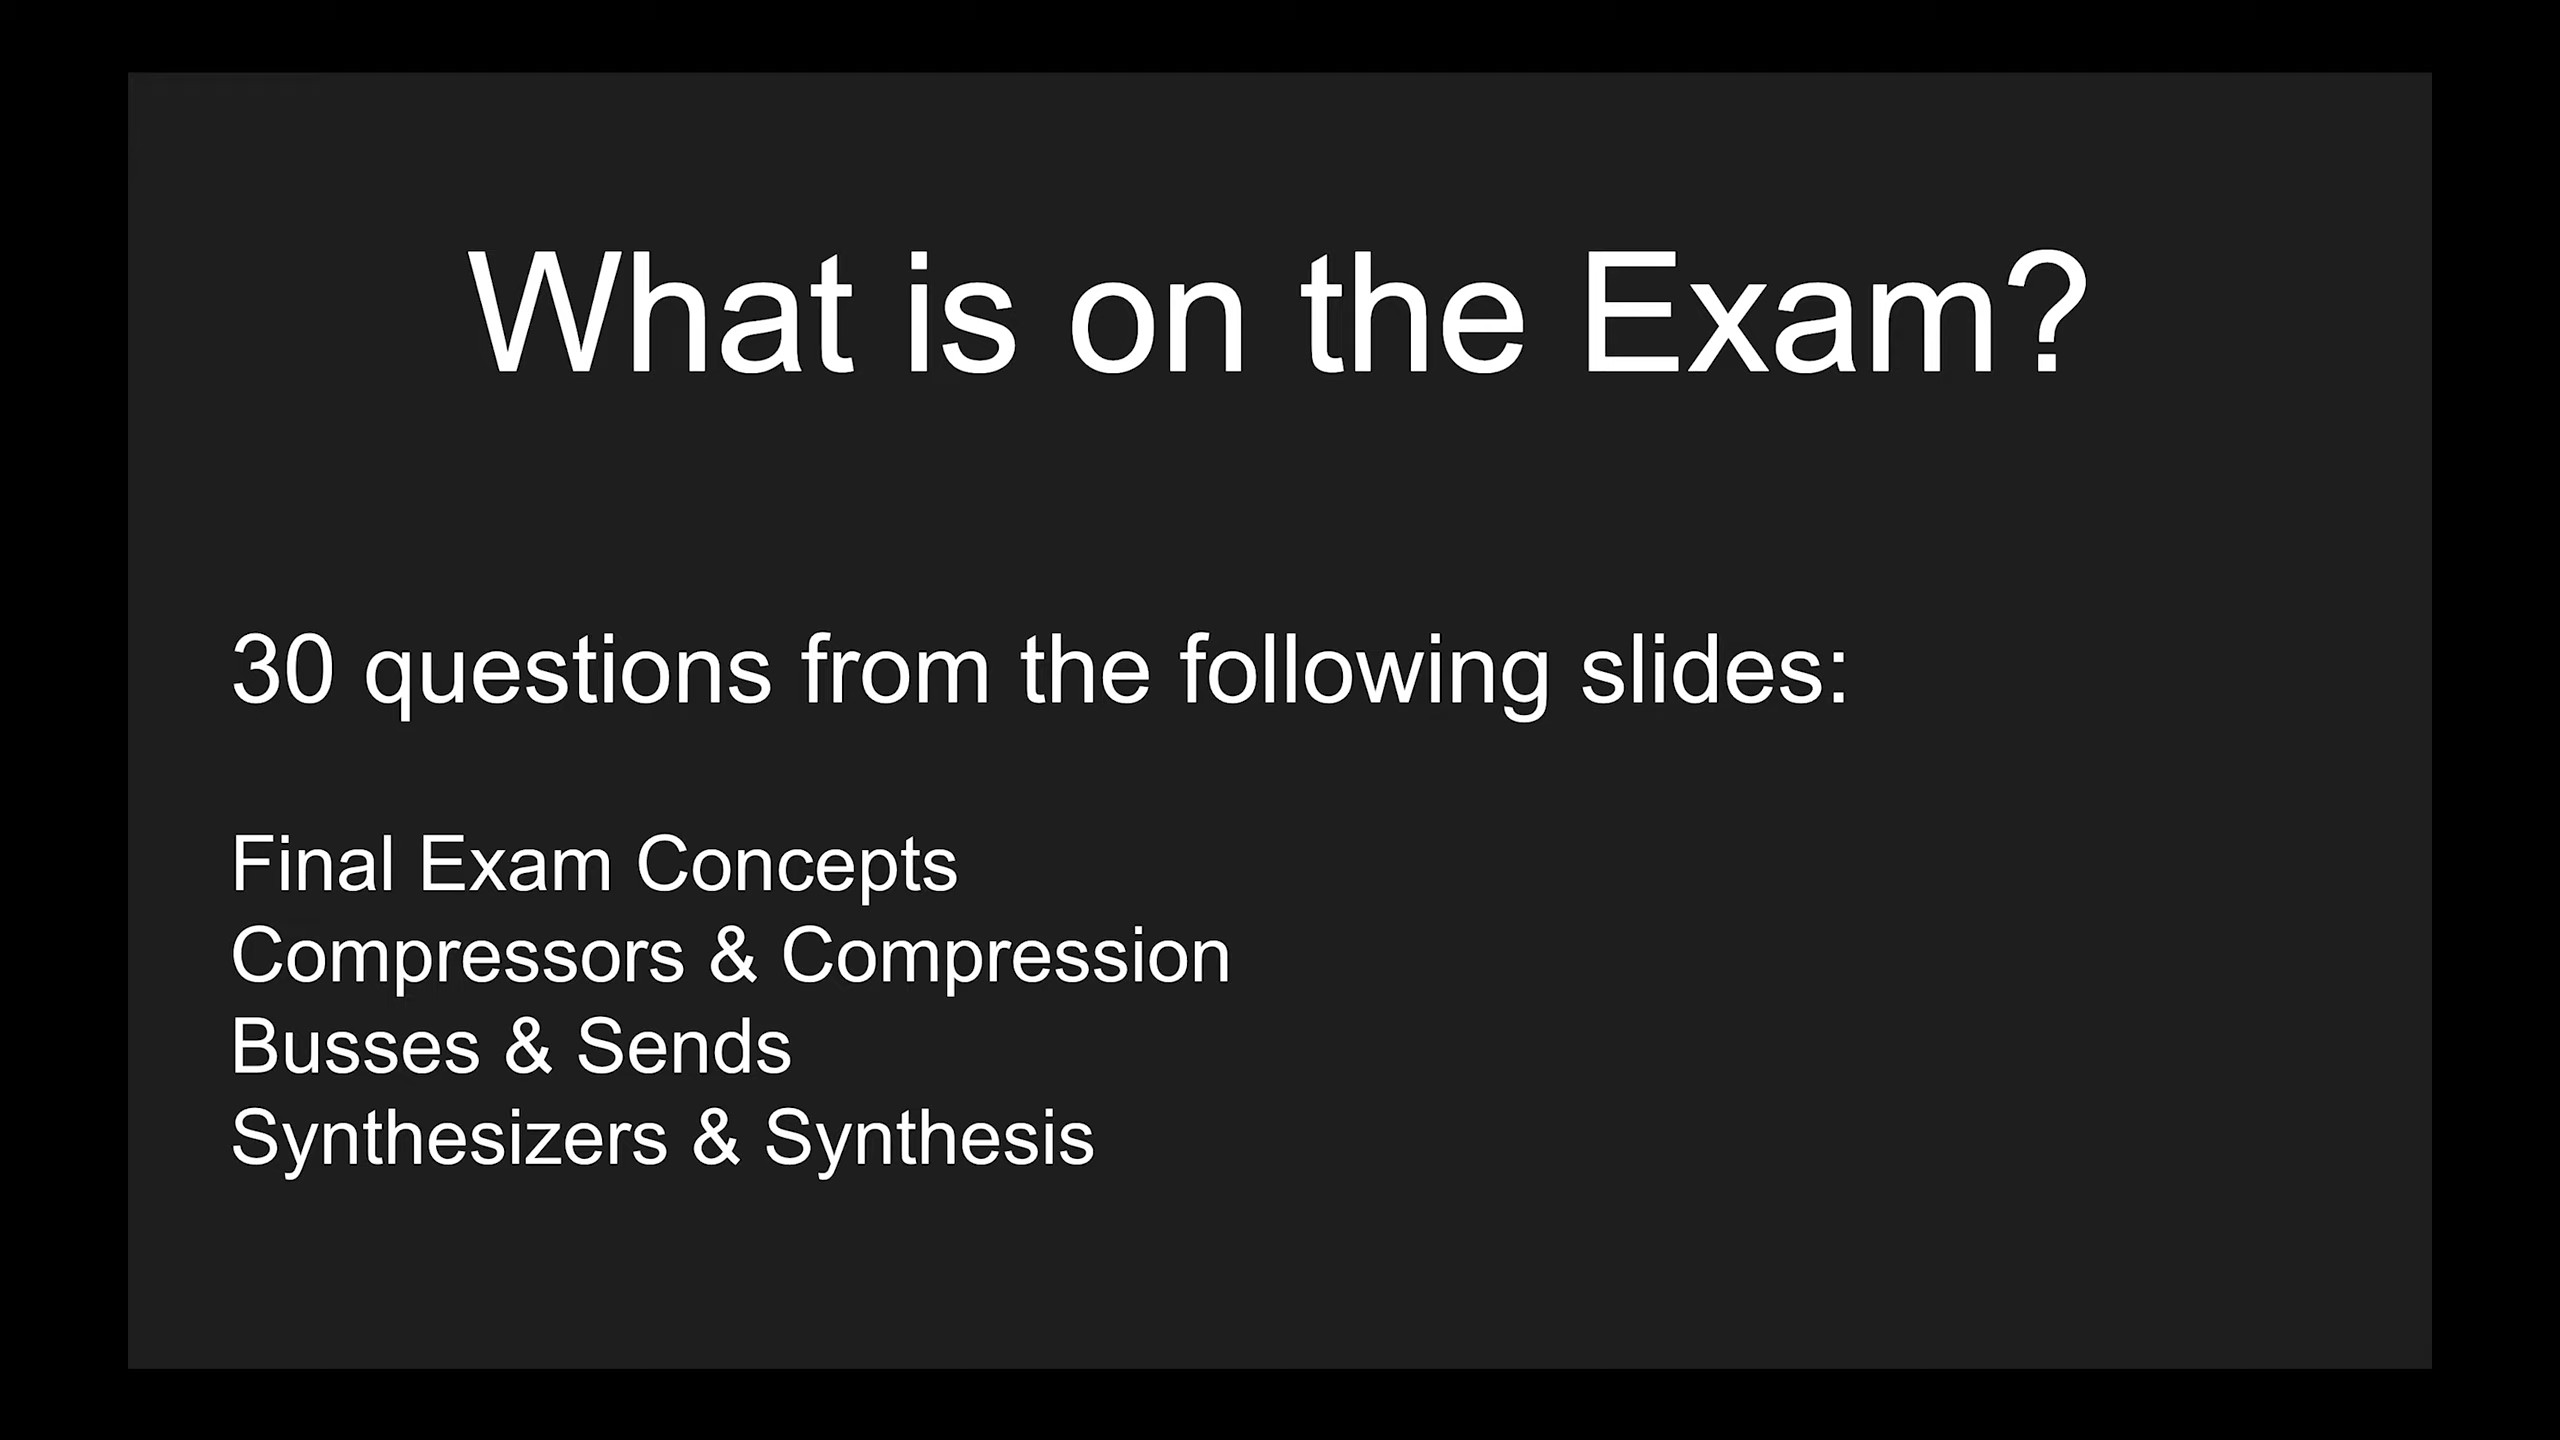 What is on the Exam?
30 questions from the following slides:
Final Exam Concepts
Compressors & Compression
Busses & Sends
Synthesizers & Synthesis